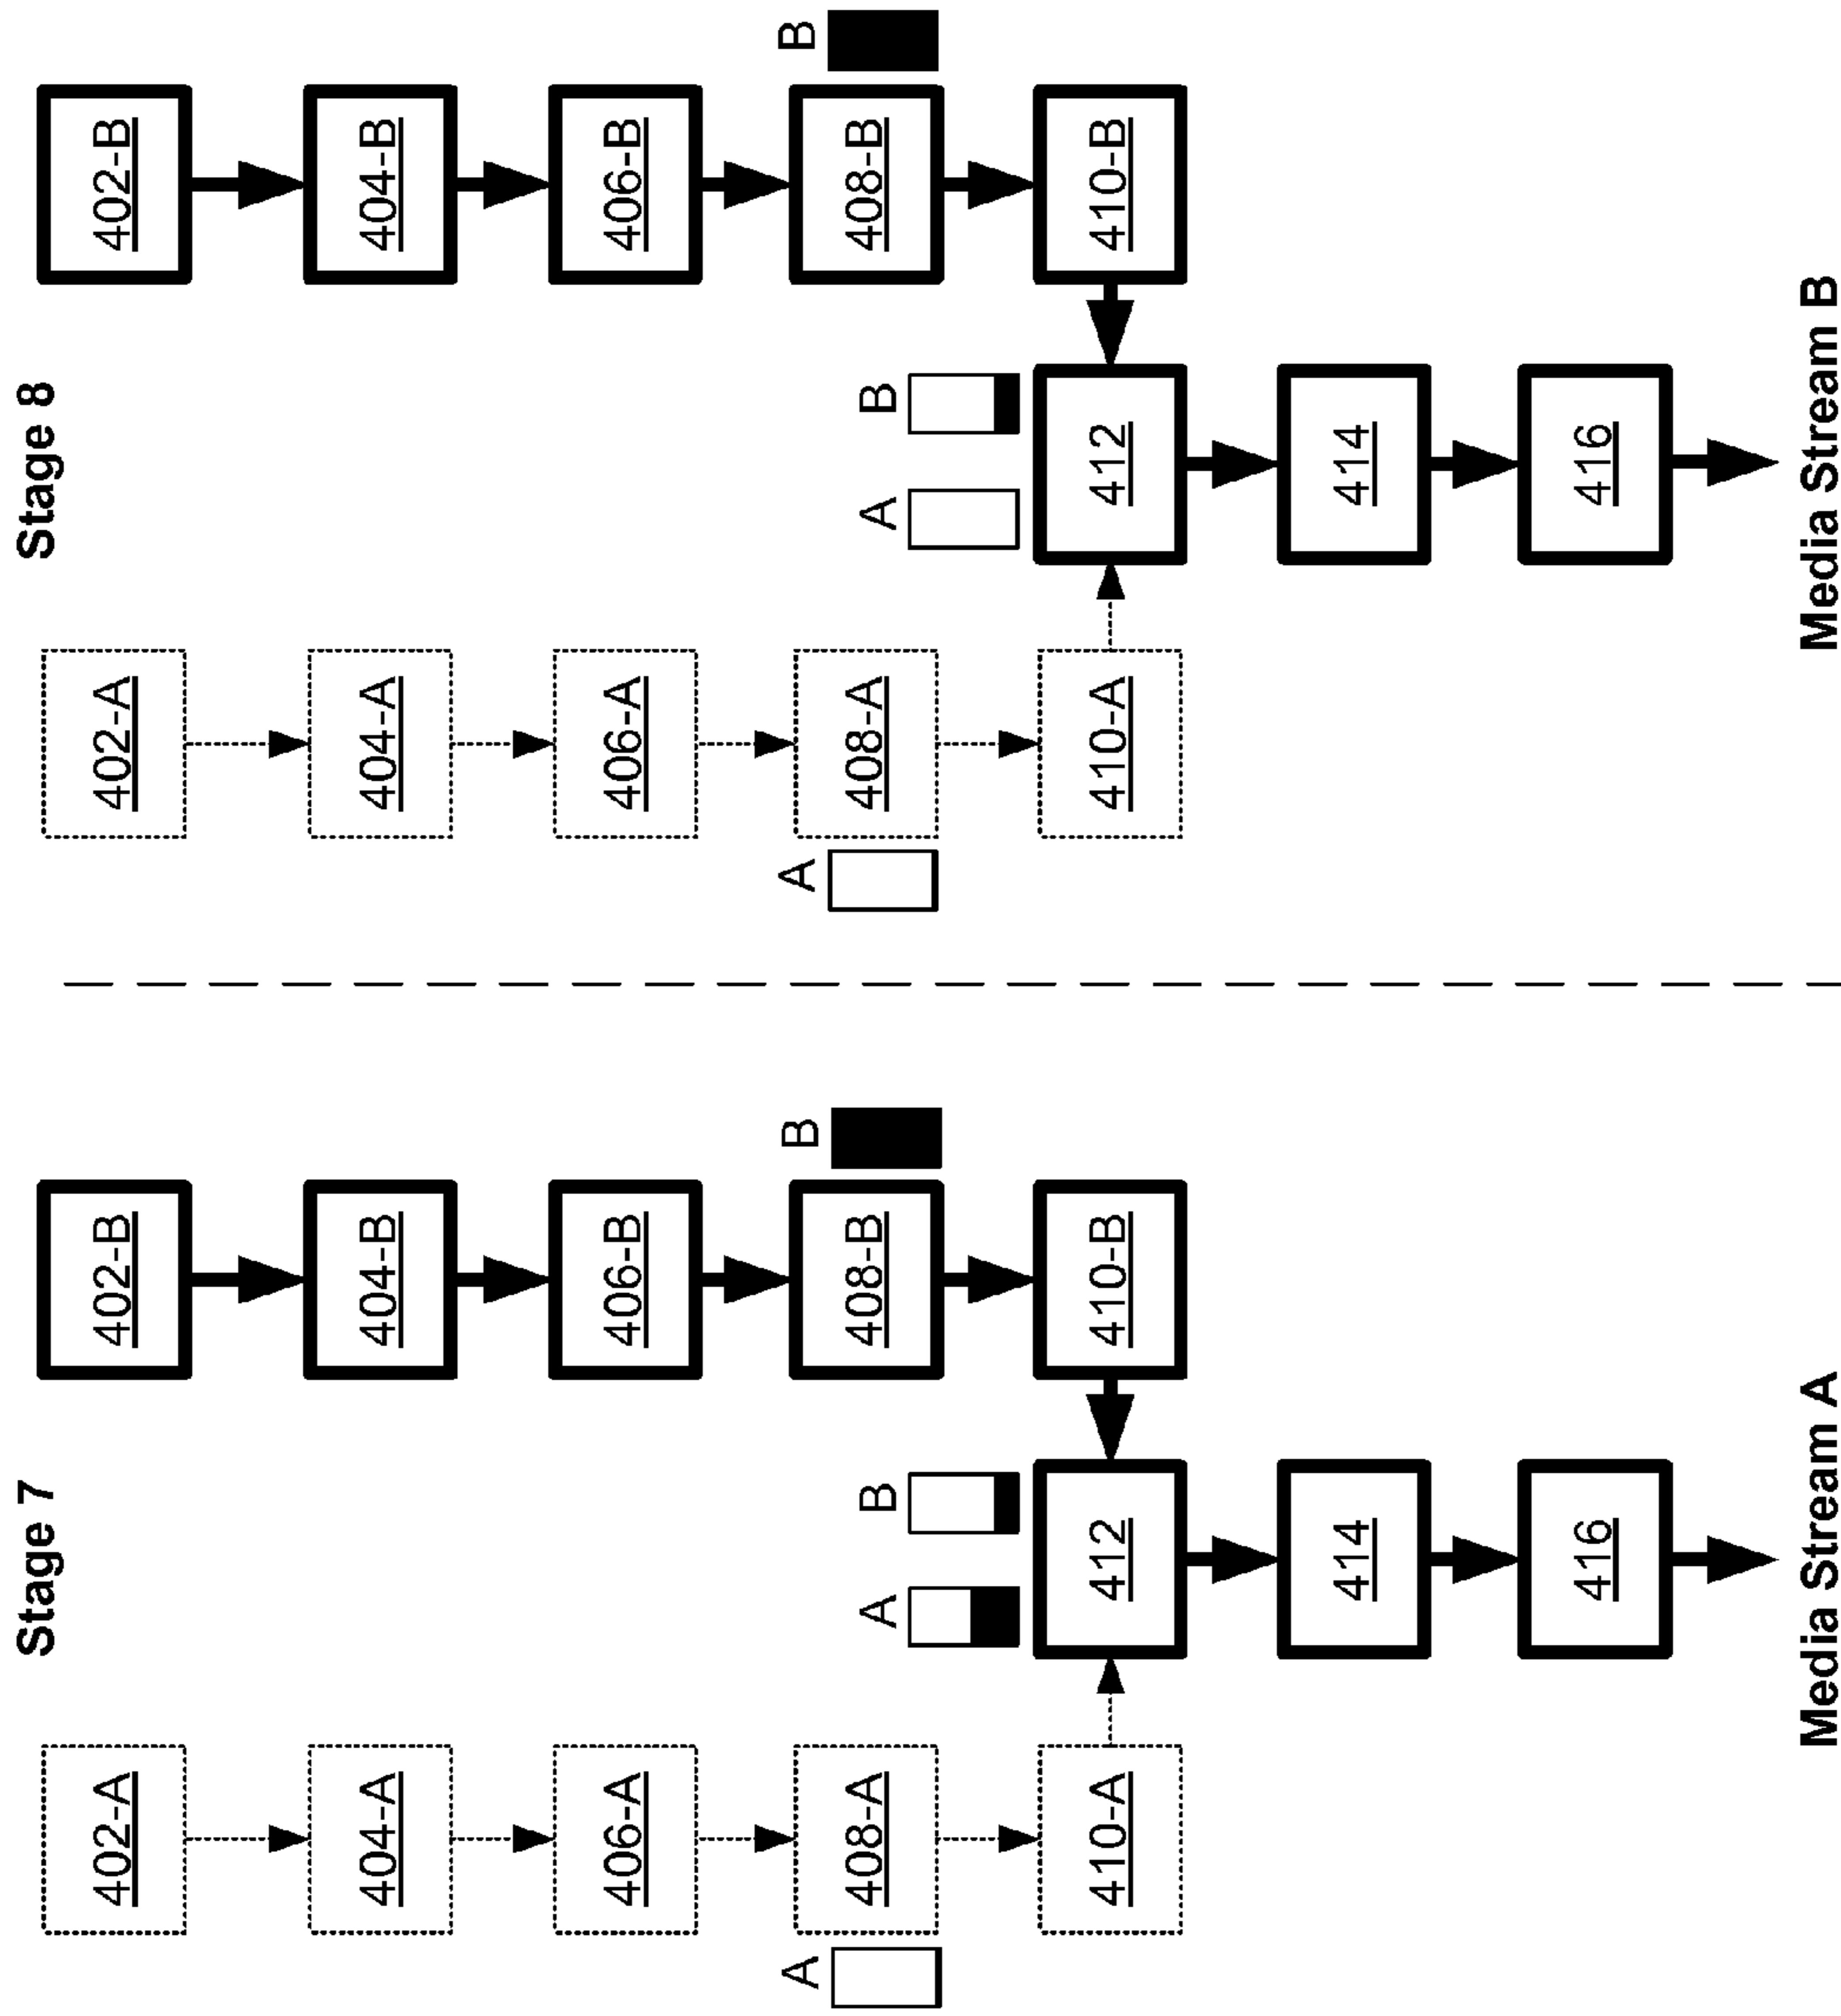 Stage 7
402-A
402-B
404-A
404-B
406-A
406-B
A
B
408-A
408-B
A
B
410-A
412
410-B
414
416
Media Stream A
Stage 8
402-A
402-B
404-A
404-B
406-A
406-B
A
B
408-A
408-B
A
B
410-A
412
410-B
414
416
Media Stream B